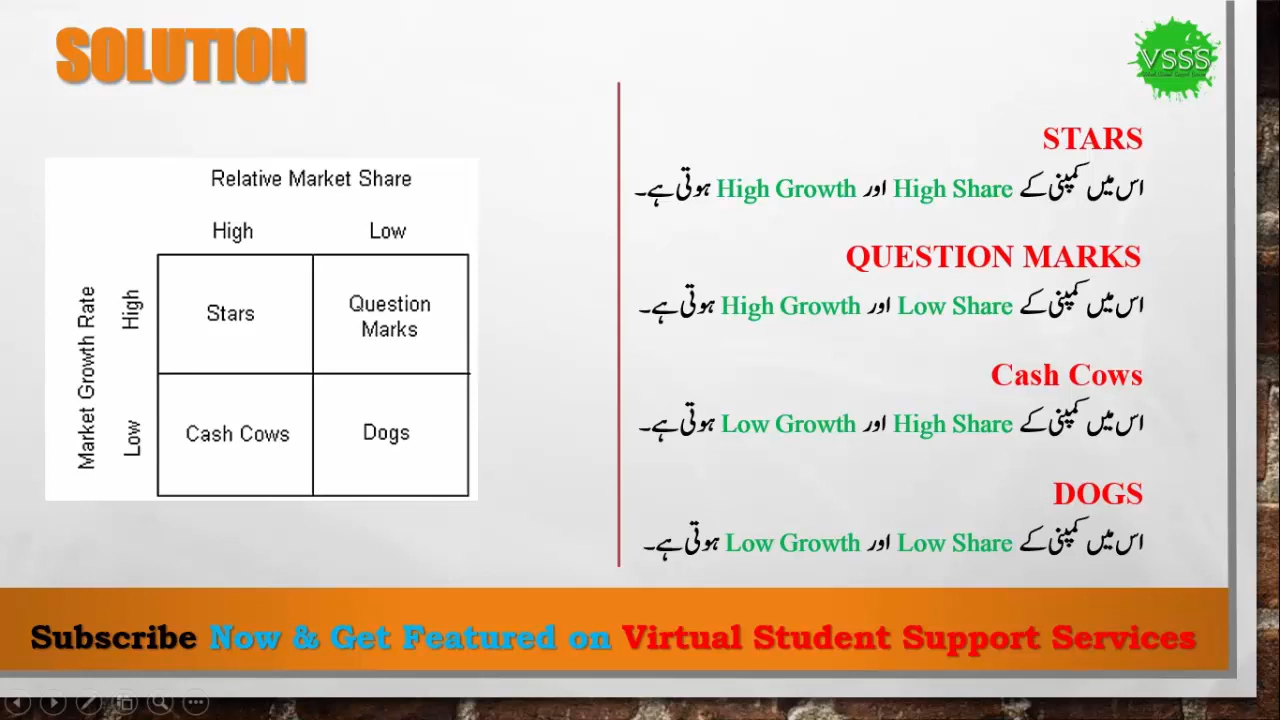 SOLUTION
VSSS
Relative Market Share
High Low
Market Growth Rate
High
Stars
Question
Marks
Low
Cash Cows
Dogs
STARS
اس میں کمپنی کے High Share اور High Growth ہوتی ہے۔
QUESTION MARKS
اس میں کمپنی کے Low Share اور High Growth ہوتی ہے۔
Cash Cows
اس میں کمپنی کے High Share اور Low Growth ہوتی ہے۔
DOGS
اس میں کمپنی کے Low Share اور Low Growth ہوتی ہے۔
Subscribe Now & Get Featured on Virtual Student Support Services